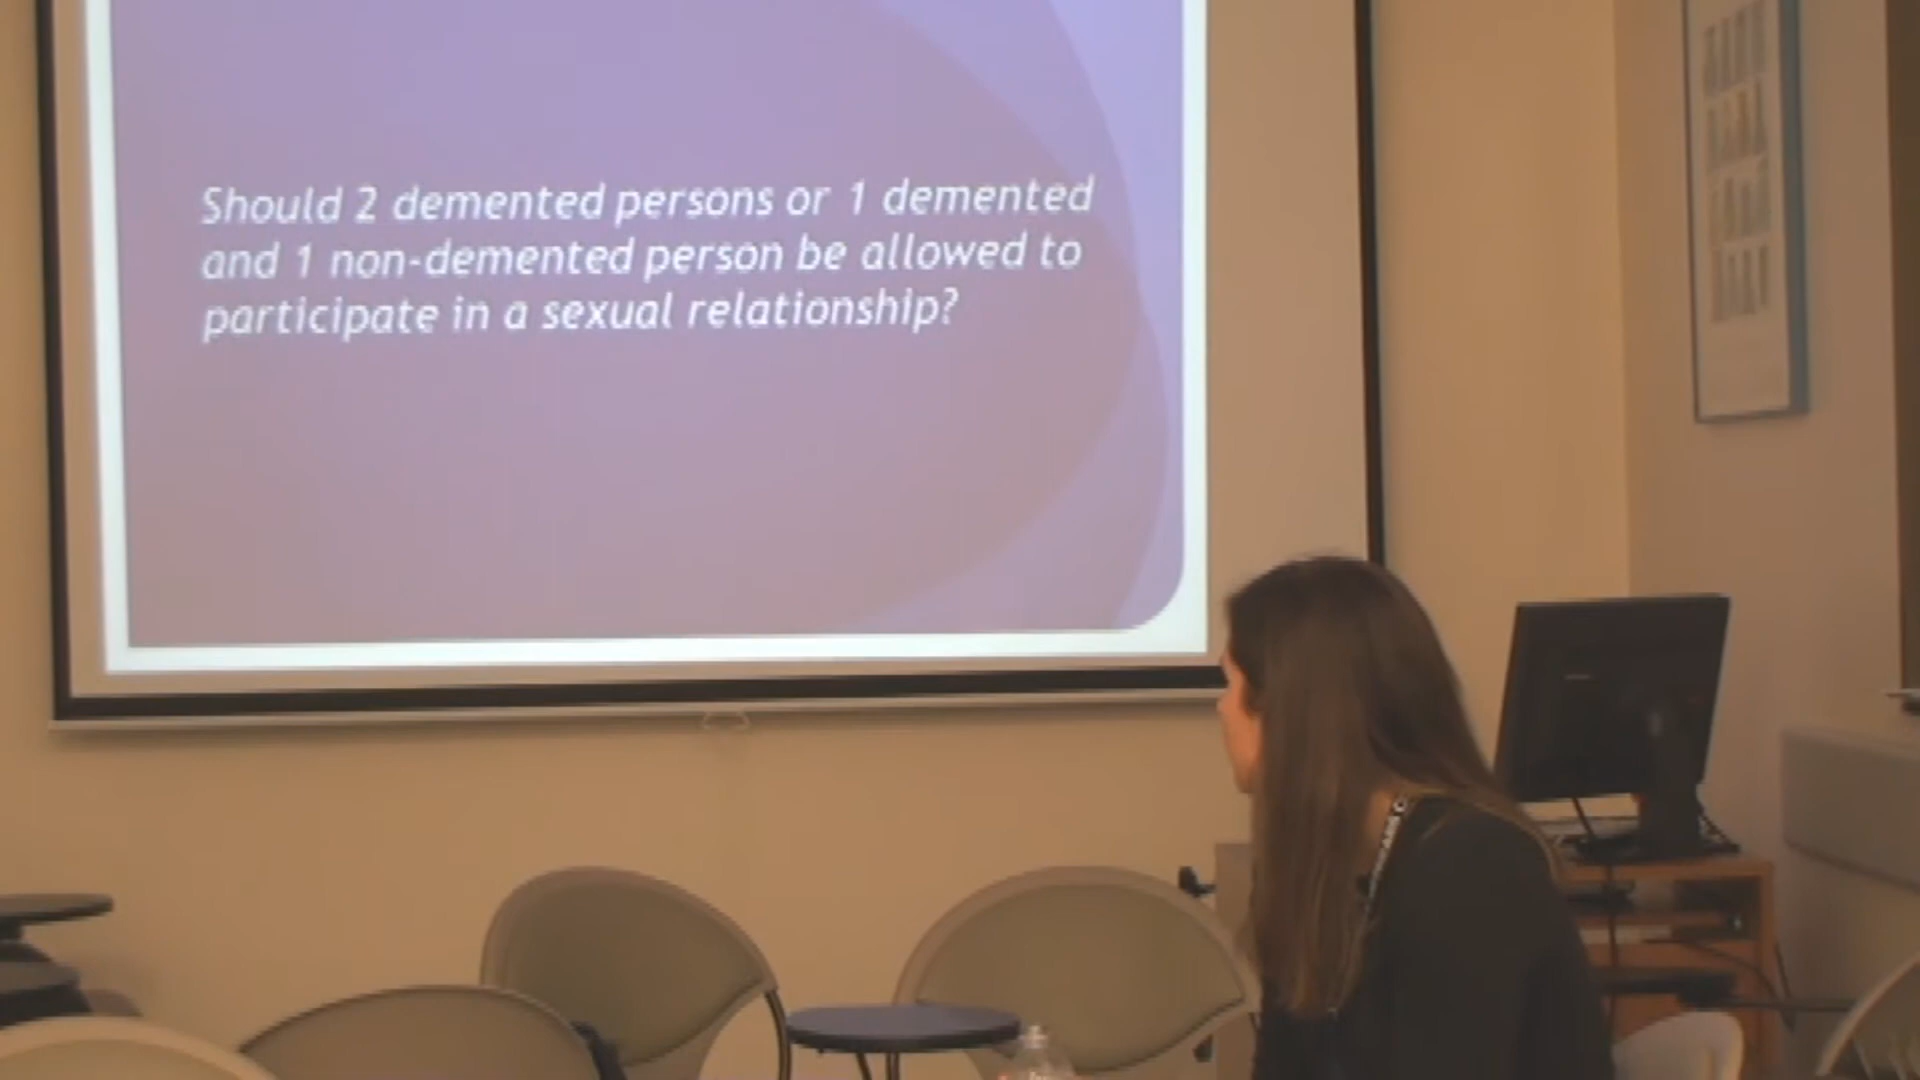 Should 2 demented persons or 1 demented
and 1 non-demented person be allowed to
participate in a sexual relationship?